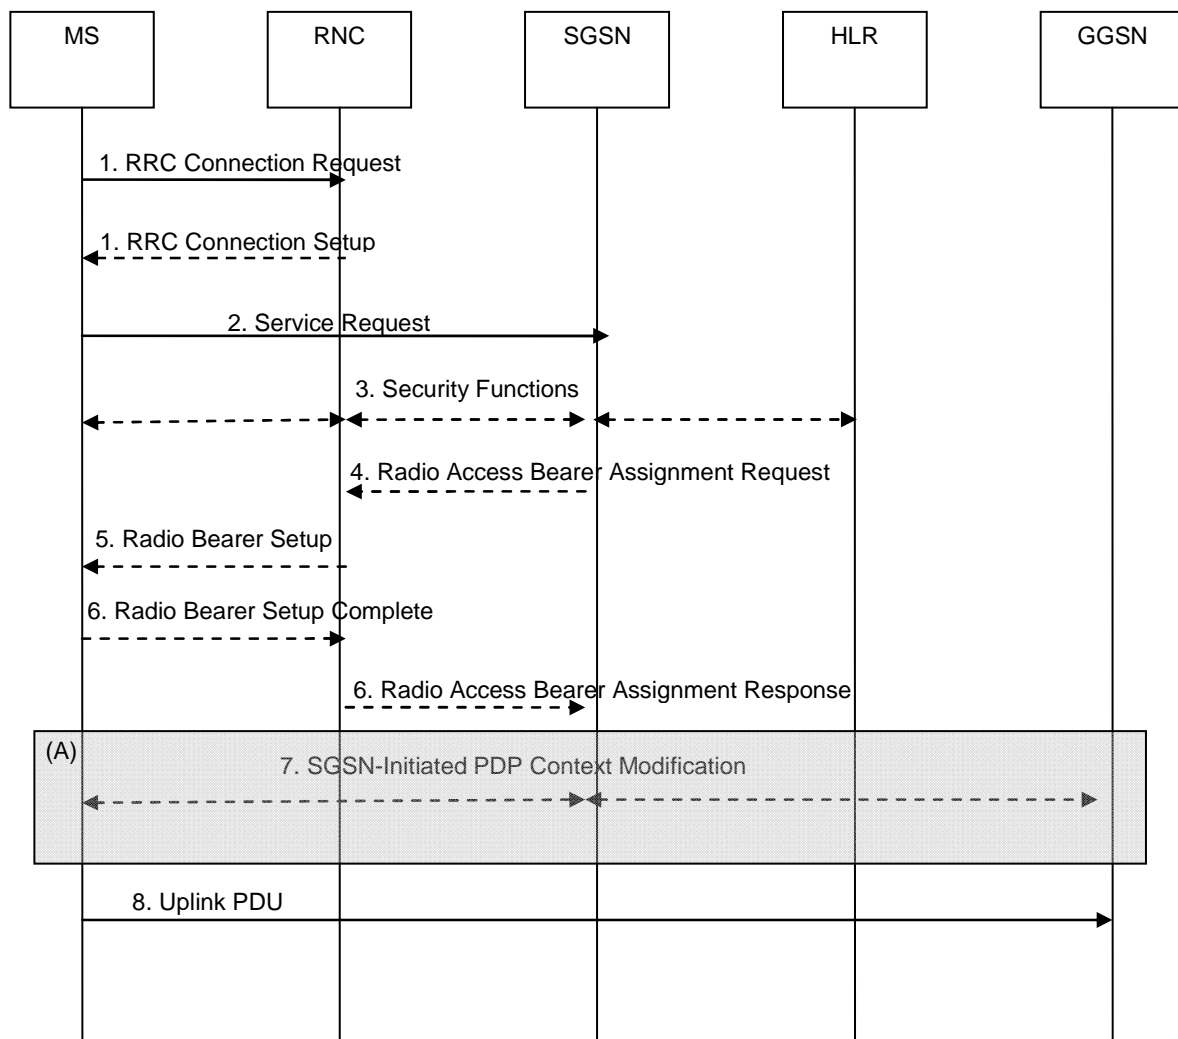 MS
RNC
SGSN
HLR
GGSN
1. RRC Connection Request
1. RRC Connection Setup
2. Service Request
3. Security Functions
4. Radio Access Bearer Assignment Request
5. Radio Bearer Setup
6. Radio Bearer Setup Complete
6. Radio Access Bearer Assignment Response
(A)
7. SGSN-Initiated PDP Context Modification
8. Uplink PDU